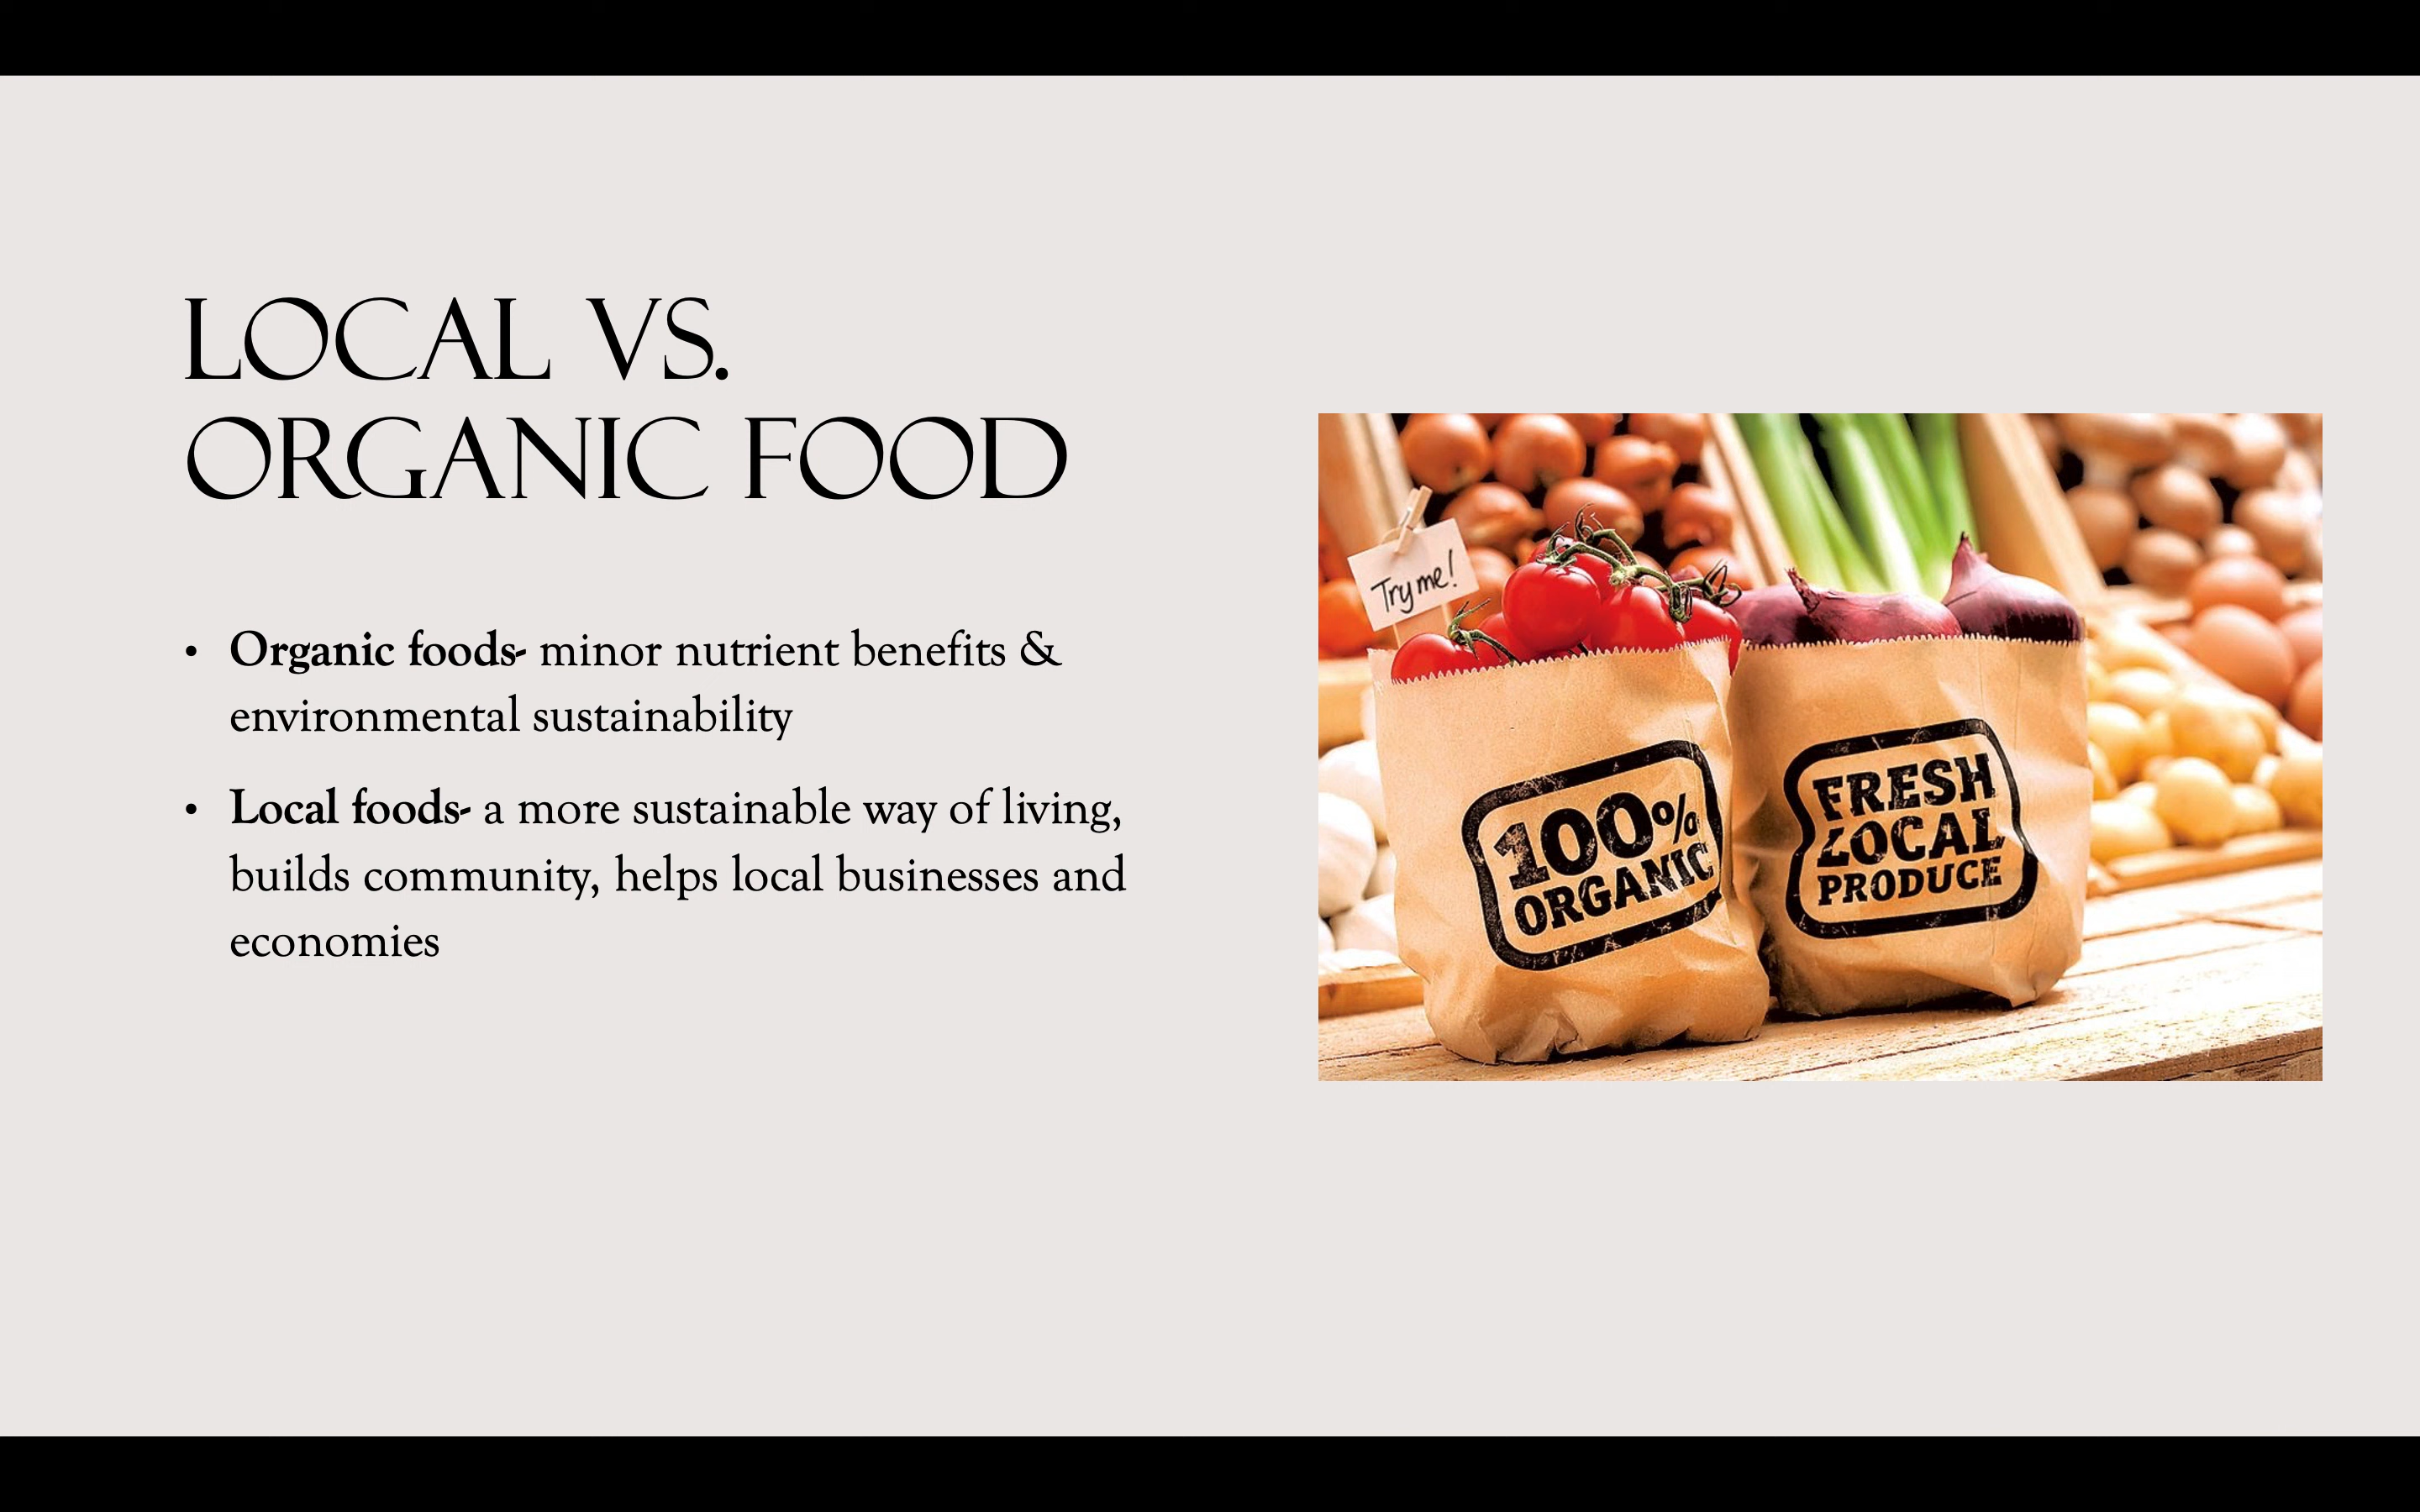 LOCAL VS.
ORGANIC FOOD
• Organic foods- minor nutrient benefits &
environmental sustainability
• Local foods- a more sustainable way of living,
builds community, helps local businesses and
economies
Try me!
100%
ORGANIC
FRESH
LOCAL
PRODUCE